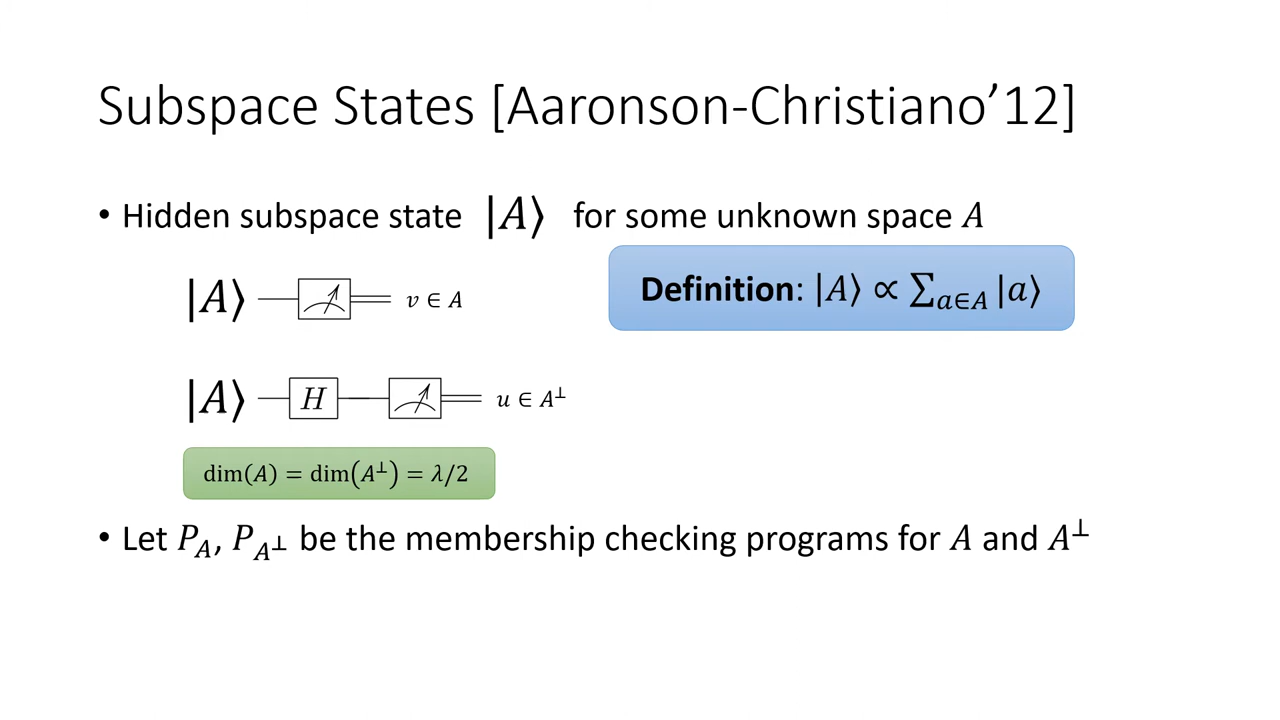 Subspace States [Aaronson-Christiano’12]
• Hidden subspace state |A⟩ for some unknown space A
Definition: |A⟩ ∝ ∑_{a∈A} |a⟩
|A⟩ v ∈ A
|A⟩ H u ∈ A^⊥
dim(A) = dim(A^⊥) = λ/2
• Let P_A, P_{A^⊥} be the membership checking programs for A and A^⊥